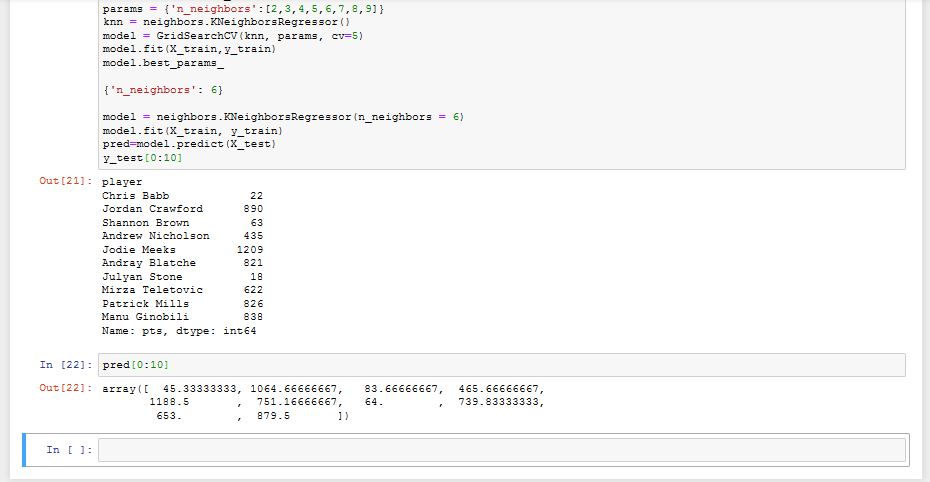 params = {'n_neighbors':[2,3,4,5,6,7,8,9]}
knn = neighbors.KNeighborsRegressor()
model = GridSearchCV(knn, params, cv=5)
model.fit(X_train,y_train)
model.best_params_
{'n_neighbors': 6}
model = neighbors.KNeighborsRegressor(n_neighbors = 6)
model.fit(X_train, y_train)
pred=model.predict(X_test)
y_test[0:10]
Out[21]: player
Chris Babb 22
Jordan Crawford 890
Shannon Brown 63
Andrew Nicholson 435
Jodie Meeks 1209
Andray Blatche 821
Julyan Stone 18
Mirza Teletovic 622
Patrick Mills 826
Manu Ginobili 838
Name: pts, dtype: int64
In [22]: pred[0:10]
Out[22]: array([ 45.33333333, 1064.66666667, 83.66666667, 465.66666667,
1188.5 , 751.16666667, 64. , 739.83333333,
653. , 879.5 ])
In [ ]: